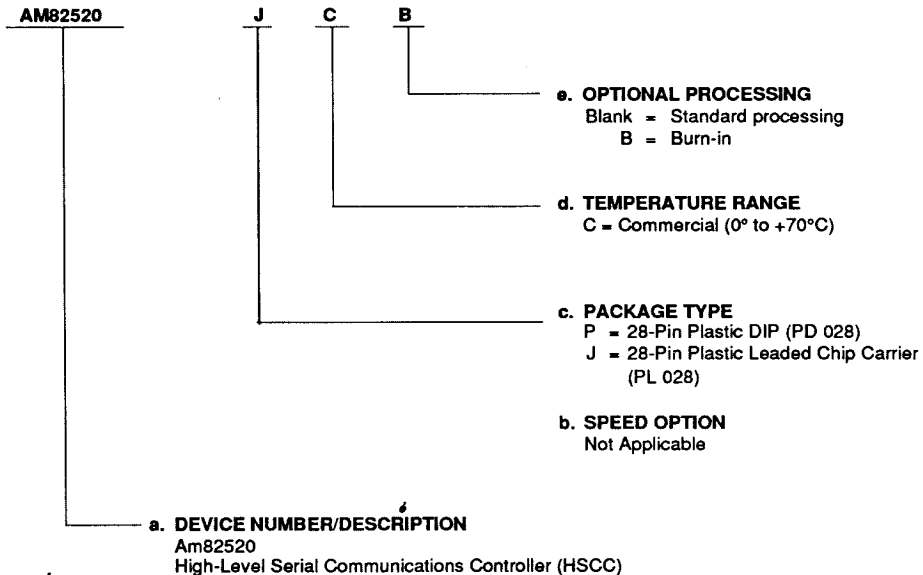 AM82520 J C B
e. OPTIONAL PROCESSING
Blank = Standard processing
B = Burn-in
d. TEMPERATURE RANGE
C = Commercial (0° to +70°C)
c. PACKAGE TYPE
P = 28-Pin Plastic DIP (PD 028)
J = 28-Pin Plastic Leaded Chip Carrier
(PL 028)
b. SPEED OPTION
Not Applicable
a. DEVICE NUMBER/DESCRIPTION
Am82520
High-Level Serial Communications Controller (HSCC)